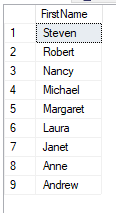 FirstName
1 Steven
2 Robert
3 Nancy
4 Michael
5 Margaret
6 Laura
7 Janet
8 Anne
9 Andrew